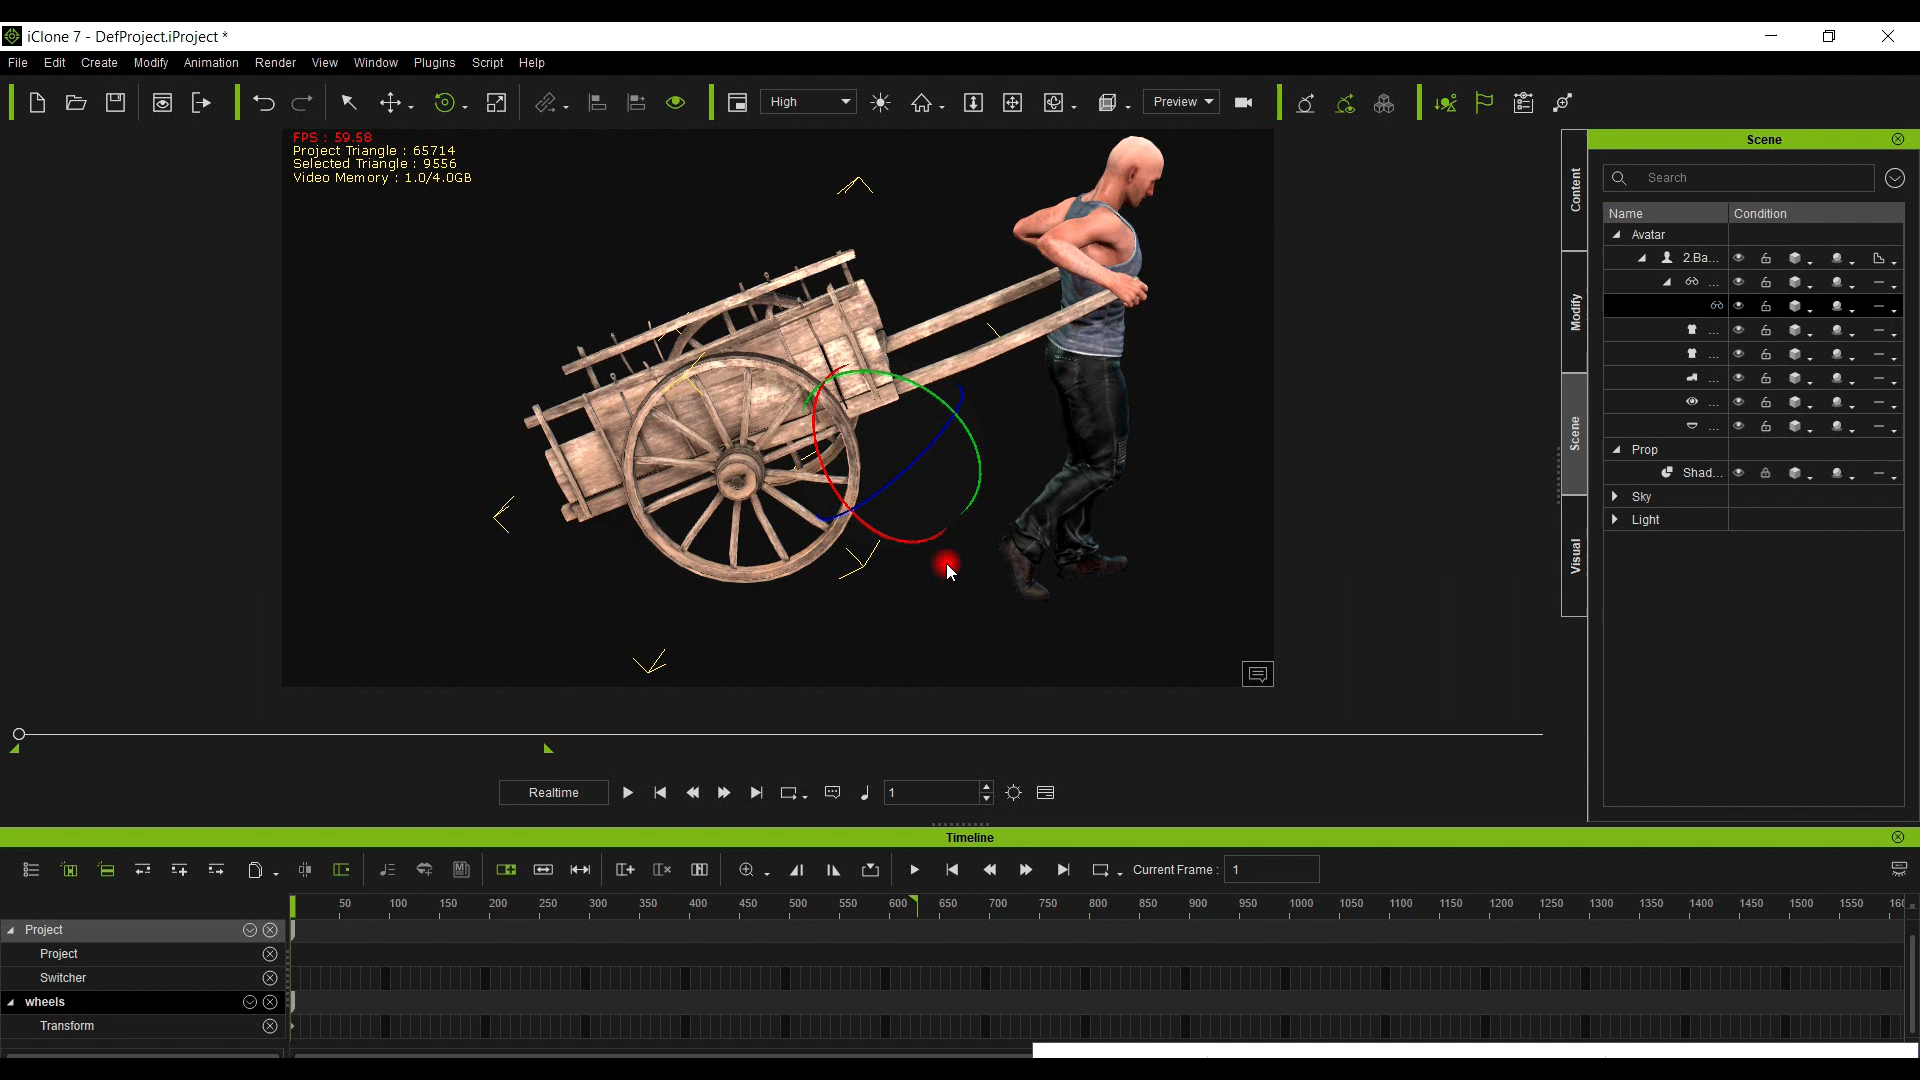 iClone 7 - DefProject.iProject *
File Edit Create Modify Animation Render View Window Plugins Script Help
High Preview
FPS : 59.58
Project Triangle : 65714
Selected Triangle : 9556
Video Memory : 1.0/4.0GB
Content
Modify
Scene
Visual
Scene
Search
Name Condition
Avatar
2.Ba...
...
...
...
...
...
...
Prop
Shad...
Sky
Light
Realtime 1
Timeline
Current Frame : 1
50 100 150 200 250 300 350 400 450 500 550 600 650 700 750 800 850 900 950 1000 1050 1100 1150 1200 1250 1300 1350 1400 1450 1500 1550
Project
Project
Switcher
wheels
Transform